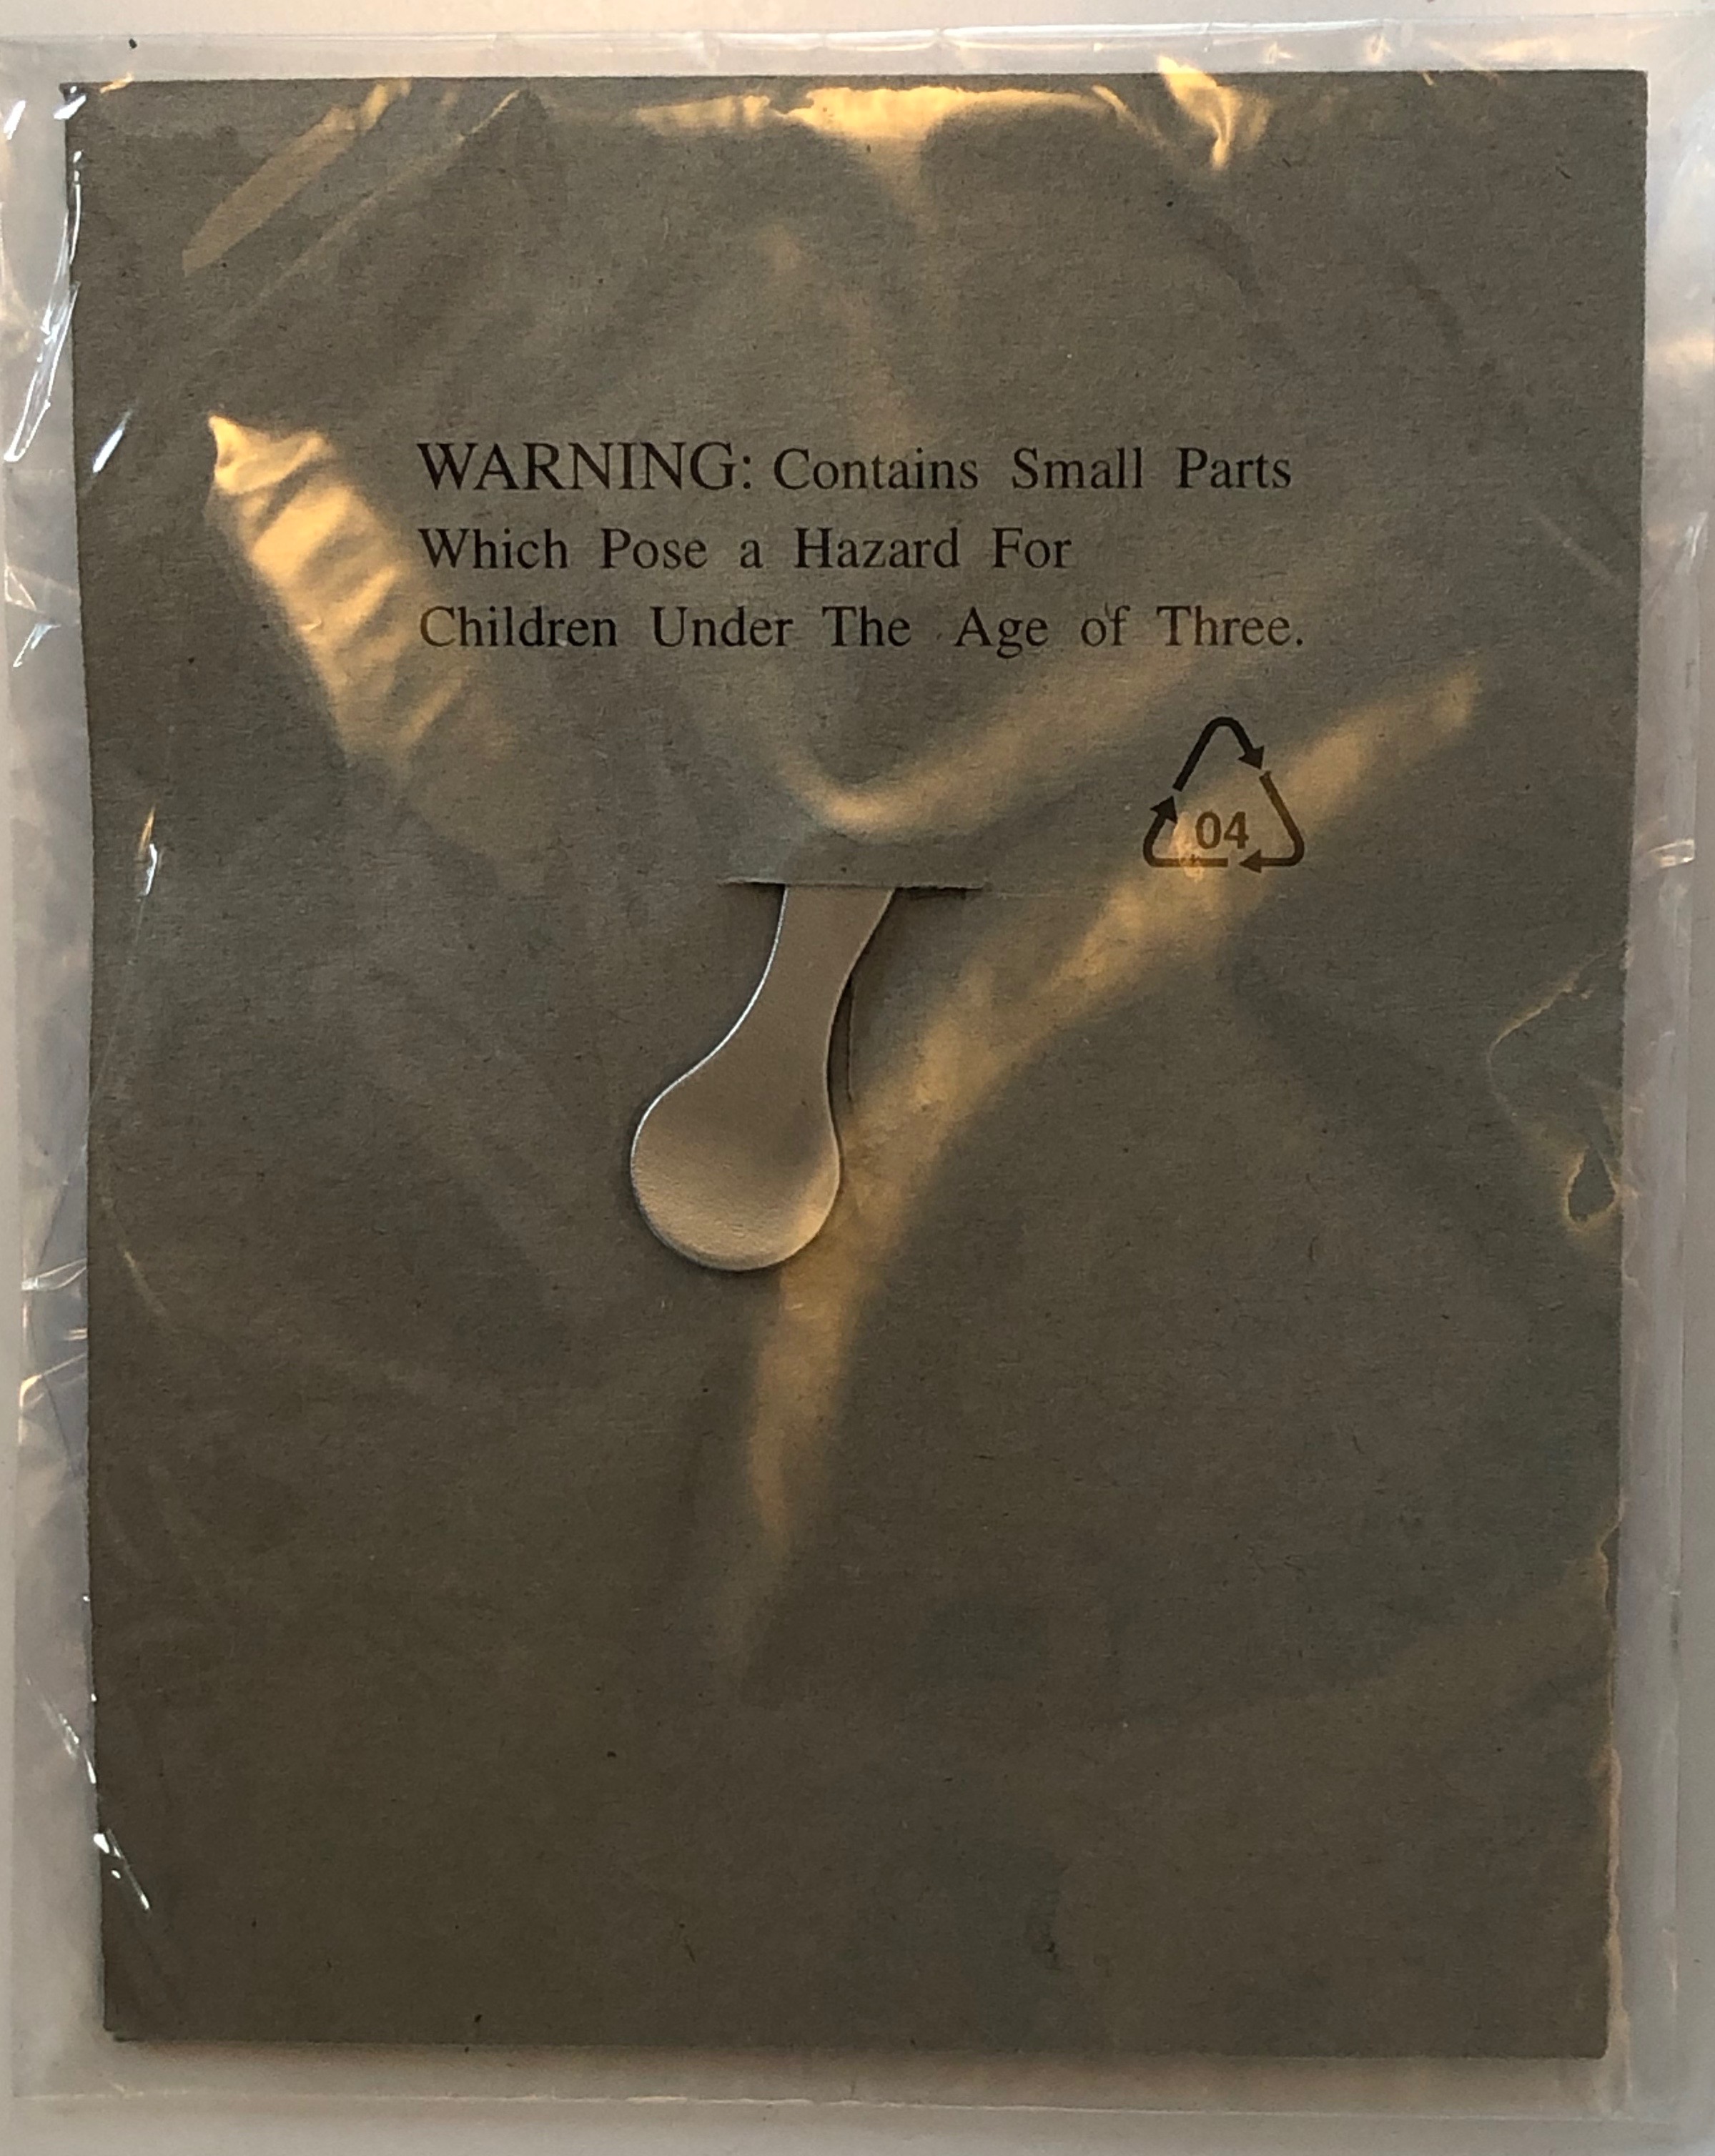 WARNING: Contains Small Parts
Which Pose a Hazard For
Children Under The Age of Three.
04